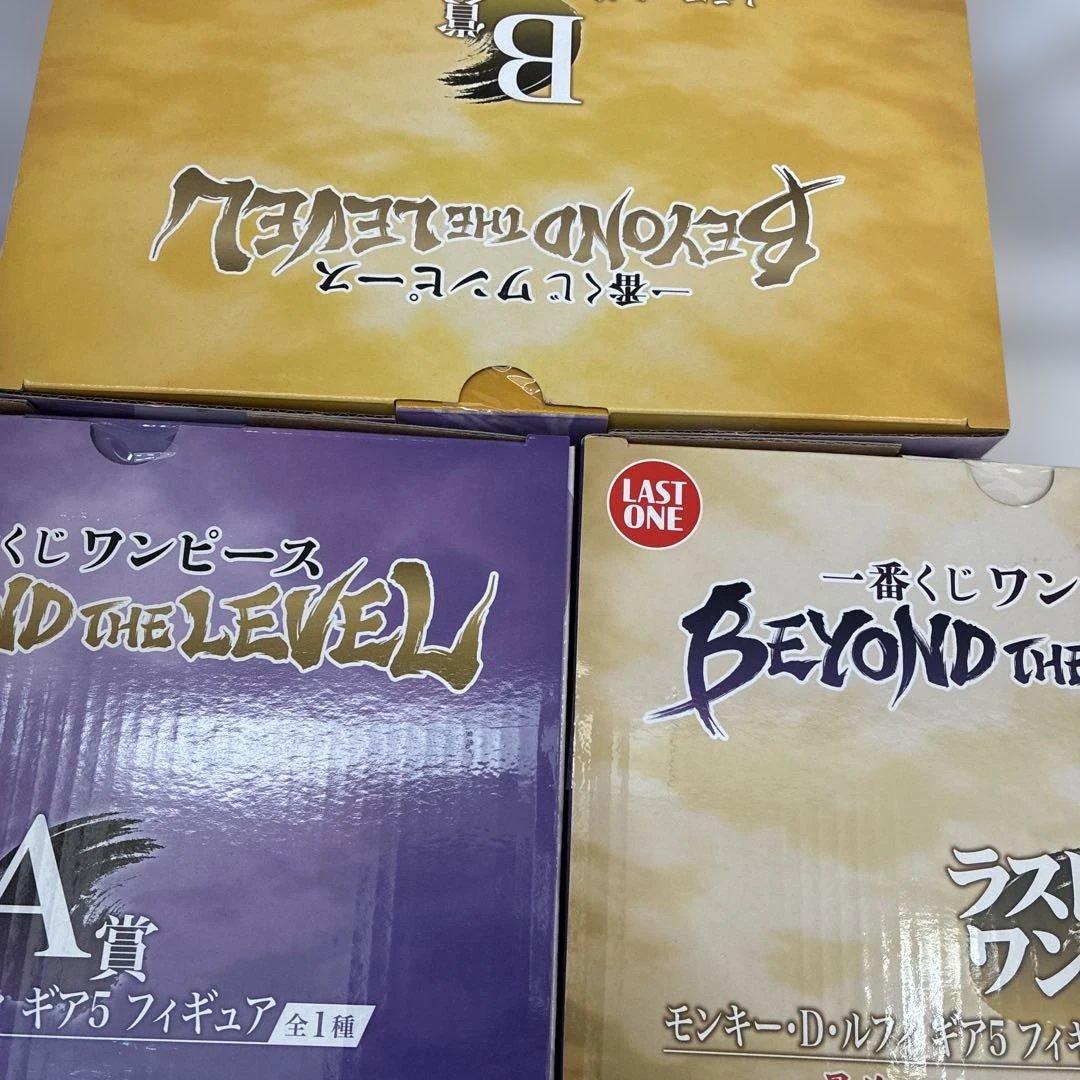 B賞
BEYOND THE LEVEL
一番くじ ワンピース
くじ ワンピース
ND THE LEVEL
A賞
ギア5 フィギュア 全1種
LAST
ONE
一番くじ ワン
BEYOND THE
ラス
ワン
モンキー・D・ルフィ ギア5 フィギ